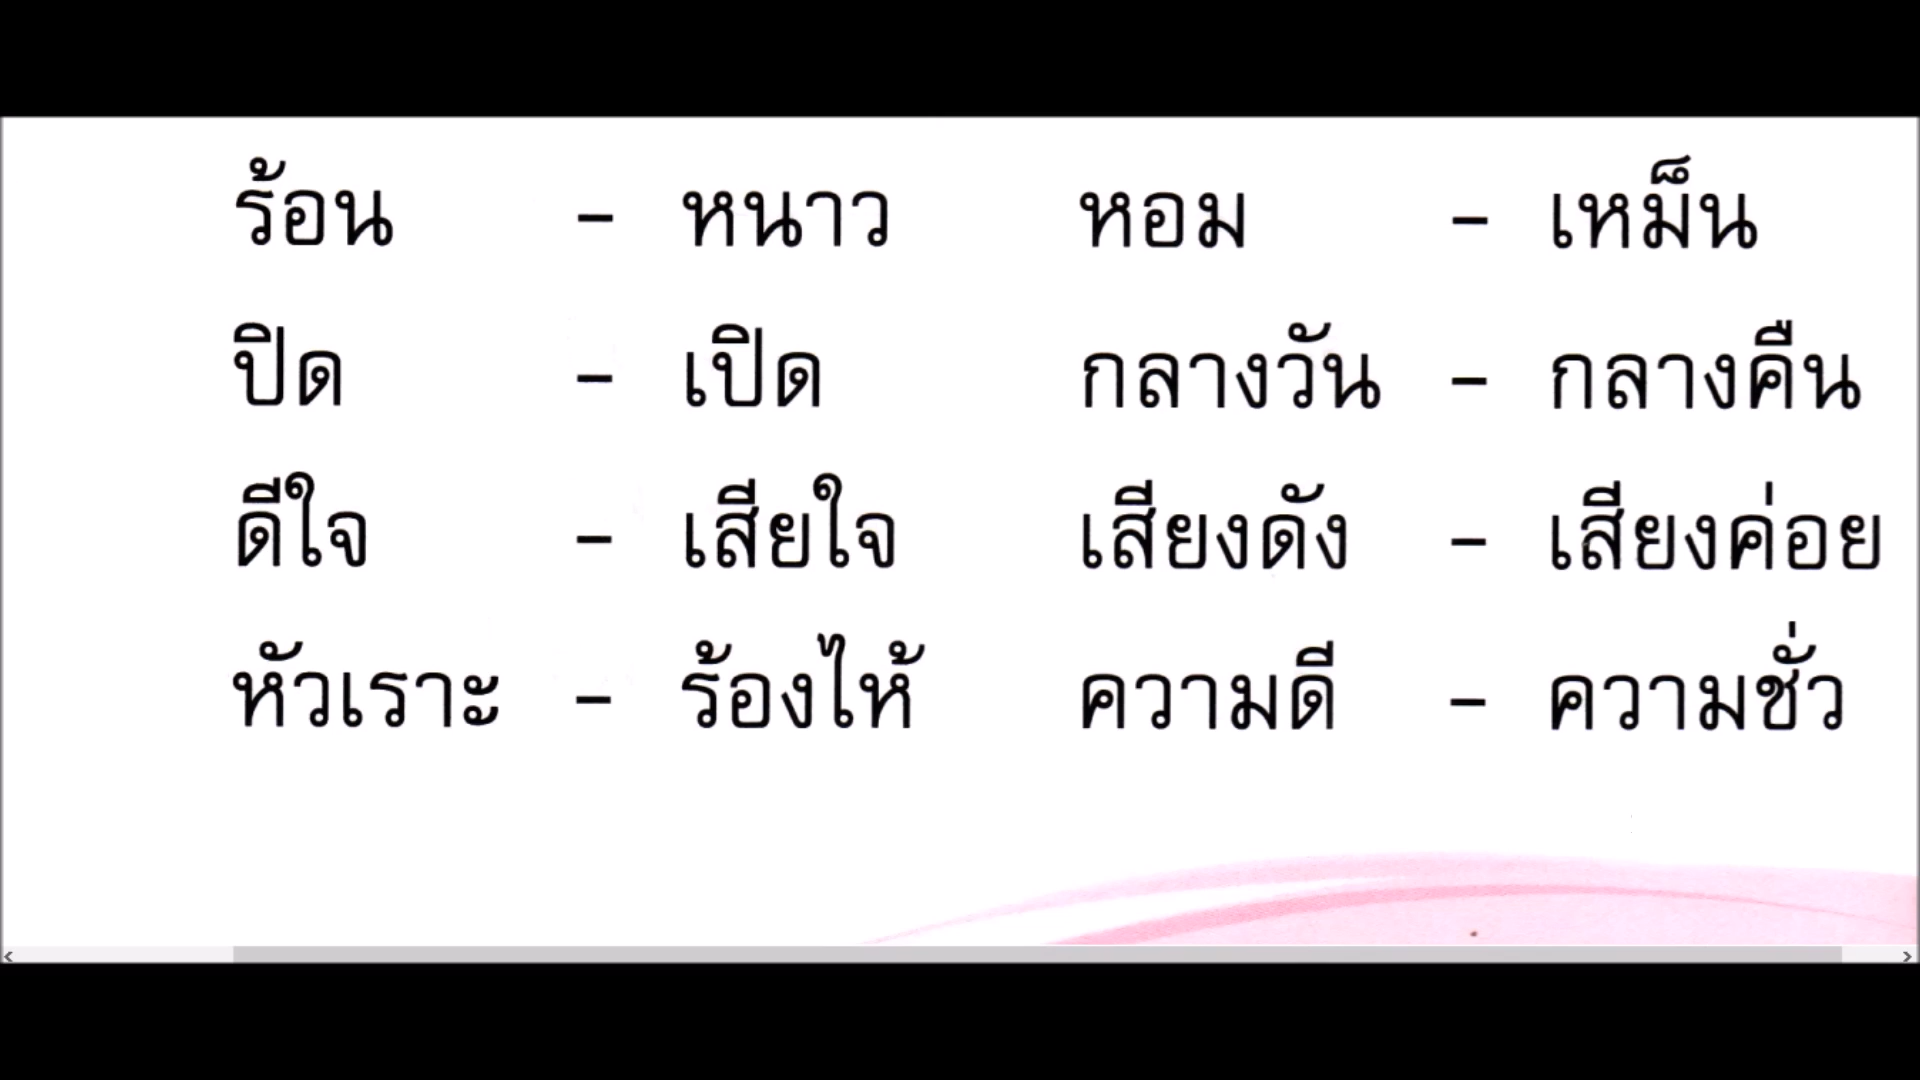 ร้อน - หนาว หอม - เหม็น
ปิด - เปิด กลางวัน - กลางคืน
ดีใจ - เสียใจ เสียงดัง - เสียงค่อย
หัวเราะ - ร้องไห้ ความดี - ความชั่ว